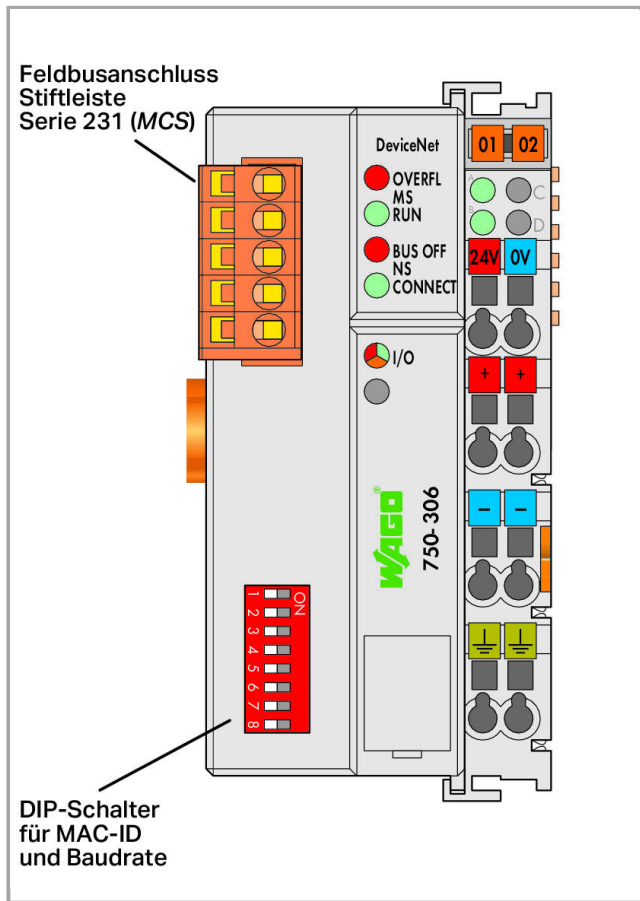 Feldbusanschluss
Stiftleiste
Serie 231 (MCS)
DeviceNet
OVERFL
MS
RUN
BUS OFF
NS
CONNECT
I/O
WAGO®
750-306
01 02
A C
B D
24V 0V
+ +
− −
ON
1
2
3
4
5
6
7
8
DIP-Schalter
für MAC-ID
und Baudrate